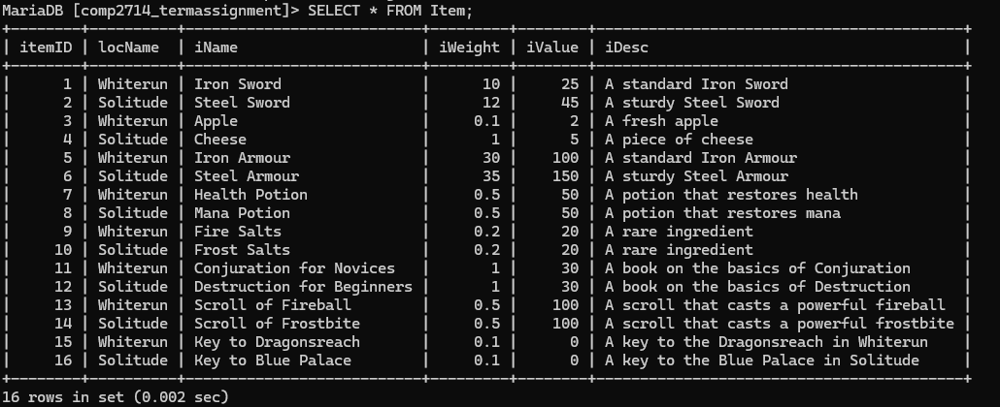 MariaDB [comp2714_termassignment]> SELECT * FROM Item;
+--------+-----------+---------------------------+---------+--------+------------------------------------------+
| itemID | locName   | iName                     | iWeight | iValue | iDesc                                    |
+--------+-----------+---------------------------+---------+--------+------------------------------------------+
|      1 | Whiterun  | Iron Sword                |      10 |     25 | A standard Iron Sword                    |
|      2 | Solitude  | Steel Sword               |      12 |     45 | A sturdy Steel Sword                     |
|      3 | Whiterun  | Apple                     |     0.1 |      2 | A fresh apple                            |
|      4 | Solitude  | Cheese                    |       1 |      5 | A piece of cheese                        |
|      5 | Whiterun  | Iron Armour               |      30 |    100 | A standard Iron Armour                   |
|      6 | Solitude  | Steel Armour              |      35 |    150 | A sturdy Steel Armour                    |
|      7 | Whiterun  | Health Potion             |     0.5 |     50 | A potion that restores health            |
|      8 | Solitude  | Mana Potion               |     0.5 |     50 | A potion that restores mana              |
|      9 | Whiterun  | Fire Salts                |     0.2 |     20 | A rare ingredient                        |
|     10 | Solitude  | Frost Salts               |     0.2 |     20 | A rare ingredient                        |
|     11 | Whiterun  | Conjuration for Novices   |       1 |     30 | A book on the basics of Conjuration      |
|     12 | Solitude  | Destruction for Beginners |       1 |     30 | A book on the basics of Destruction      |
|     13 | Whiterun  | Scroll of Fireball        |     0.5 |    100 | A scroll that casts a powerful fireball  |
|     14 | Solitude  | Scroll of Frostbite       |     0.5 |    100 | A scroll that casts a powerful frostbite |
|     15 | Whiterun  | Key to Dragonsreach       |     0.1 |      0 | A key to the Dragonsreach in Whiterun    |
|     16 | Solitude  | Key to Blue Palace        |     0.1 |      0 | A key to the Blue Palace in Solitude     |
+--------+-----------+---------------------------+---------+--------+------------------------------------------+
16 rows in set (0.002 sec)